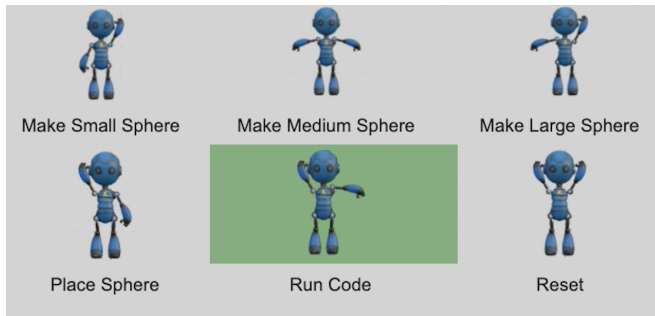 Make Small Sphere
Make Medium Sphere
Make Large Sphere
Place Sphere
Run Code
Reset